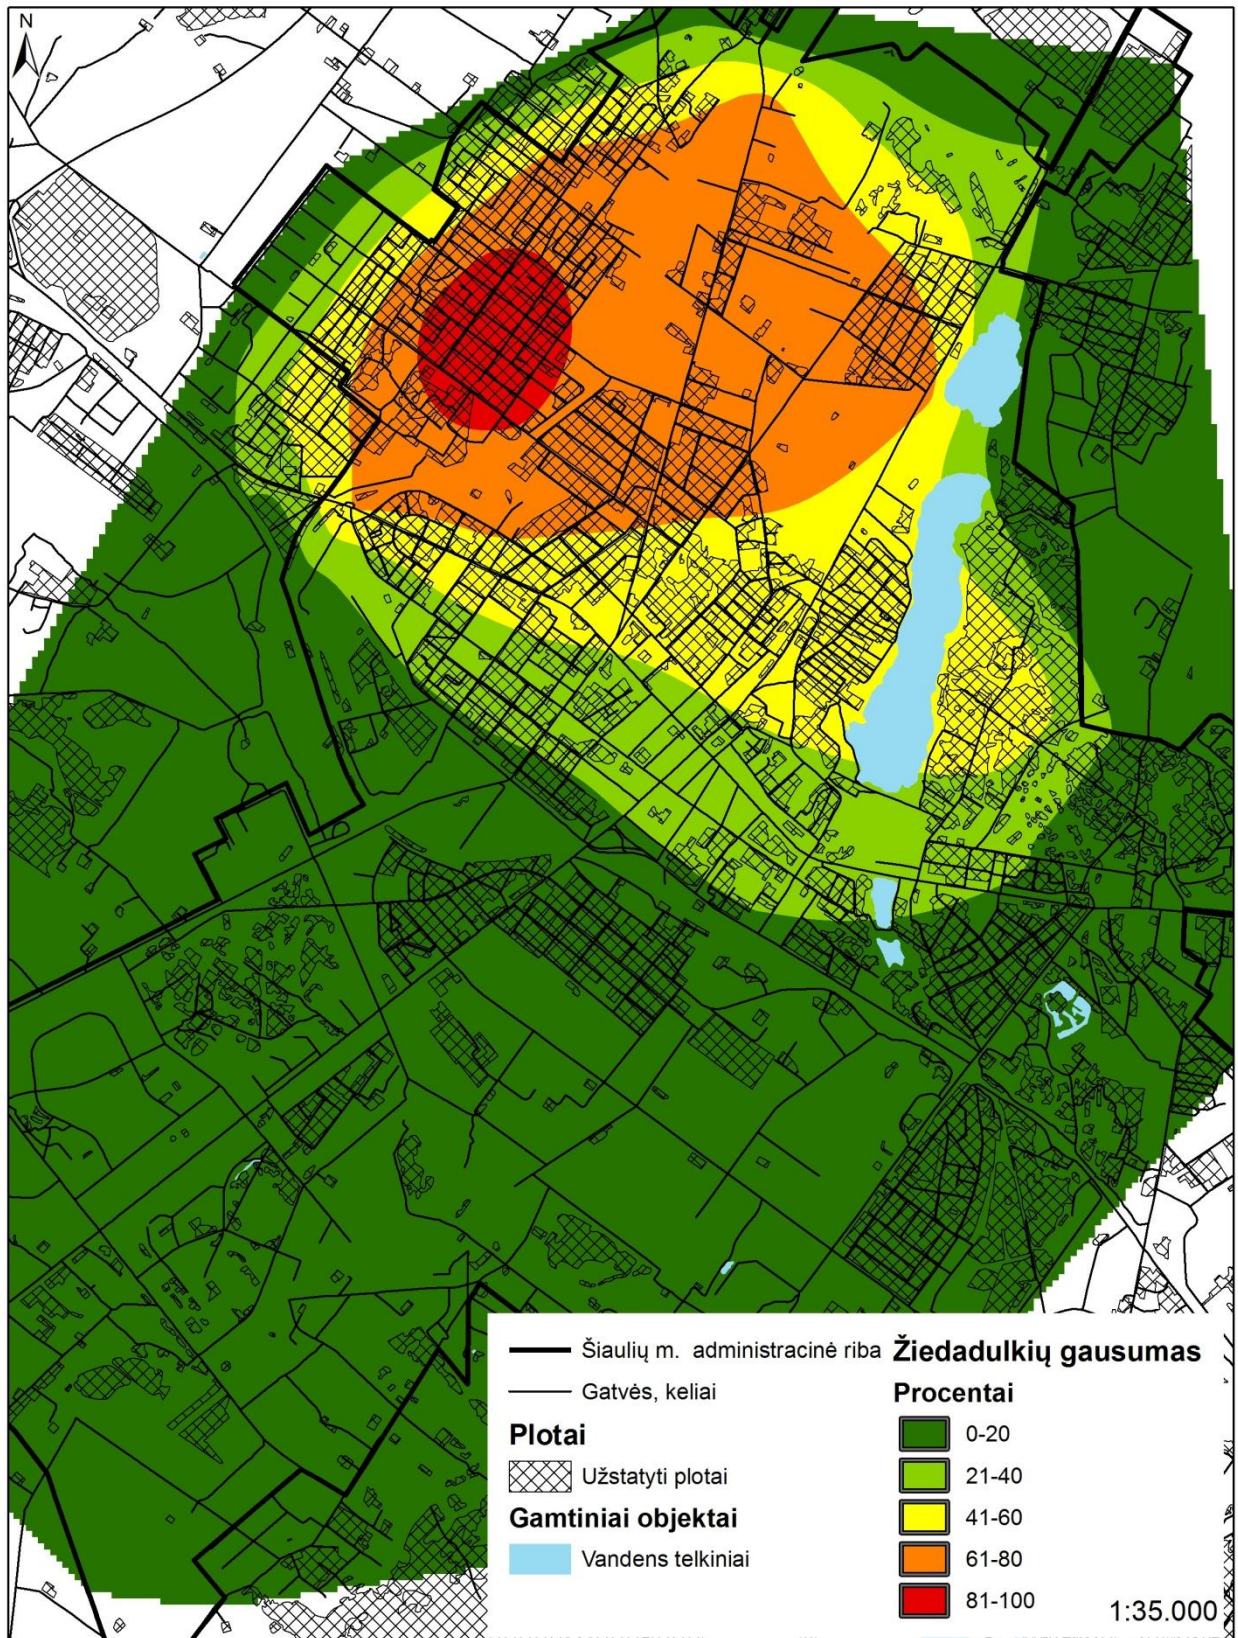 N
Šiaulių m. administracinė riba
Gatvės, keliai
Plotai
Užstatyti plotai
Gamtiniai objektai
Vandens telkiniai
Žiedadulkių gausumas
Procentai
0-20
21-40
41-60
61-80
81-100
1:35.000